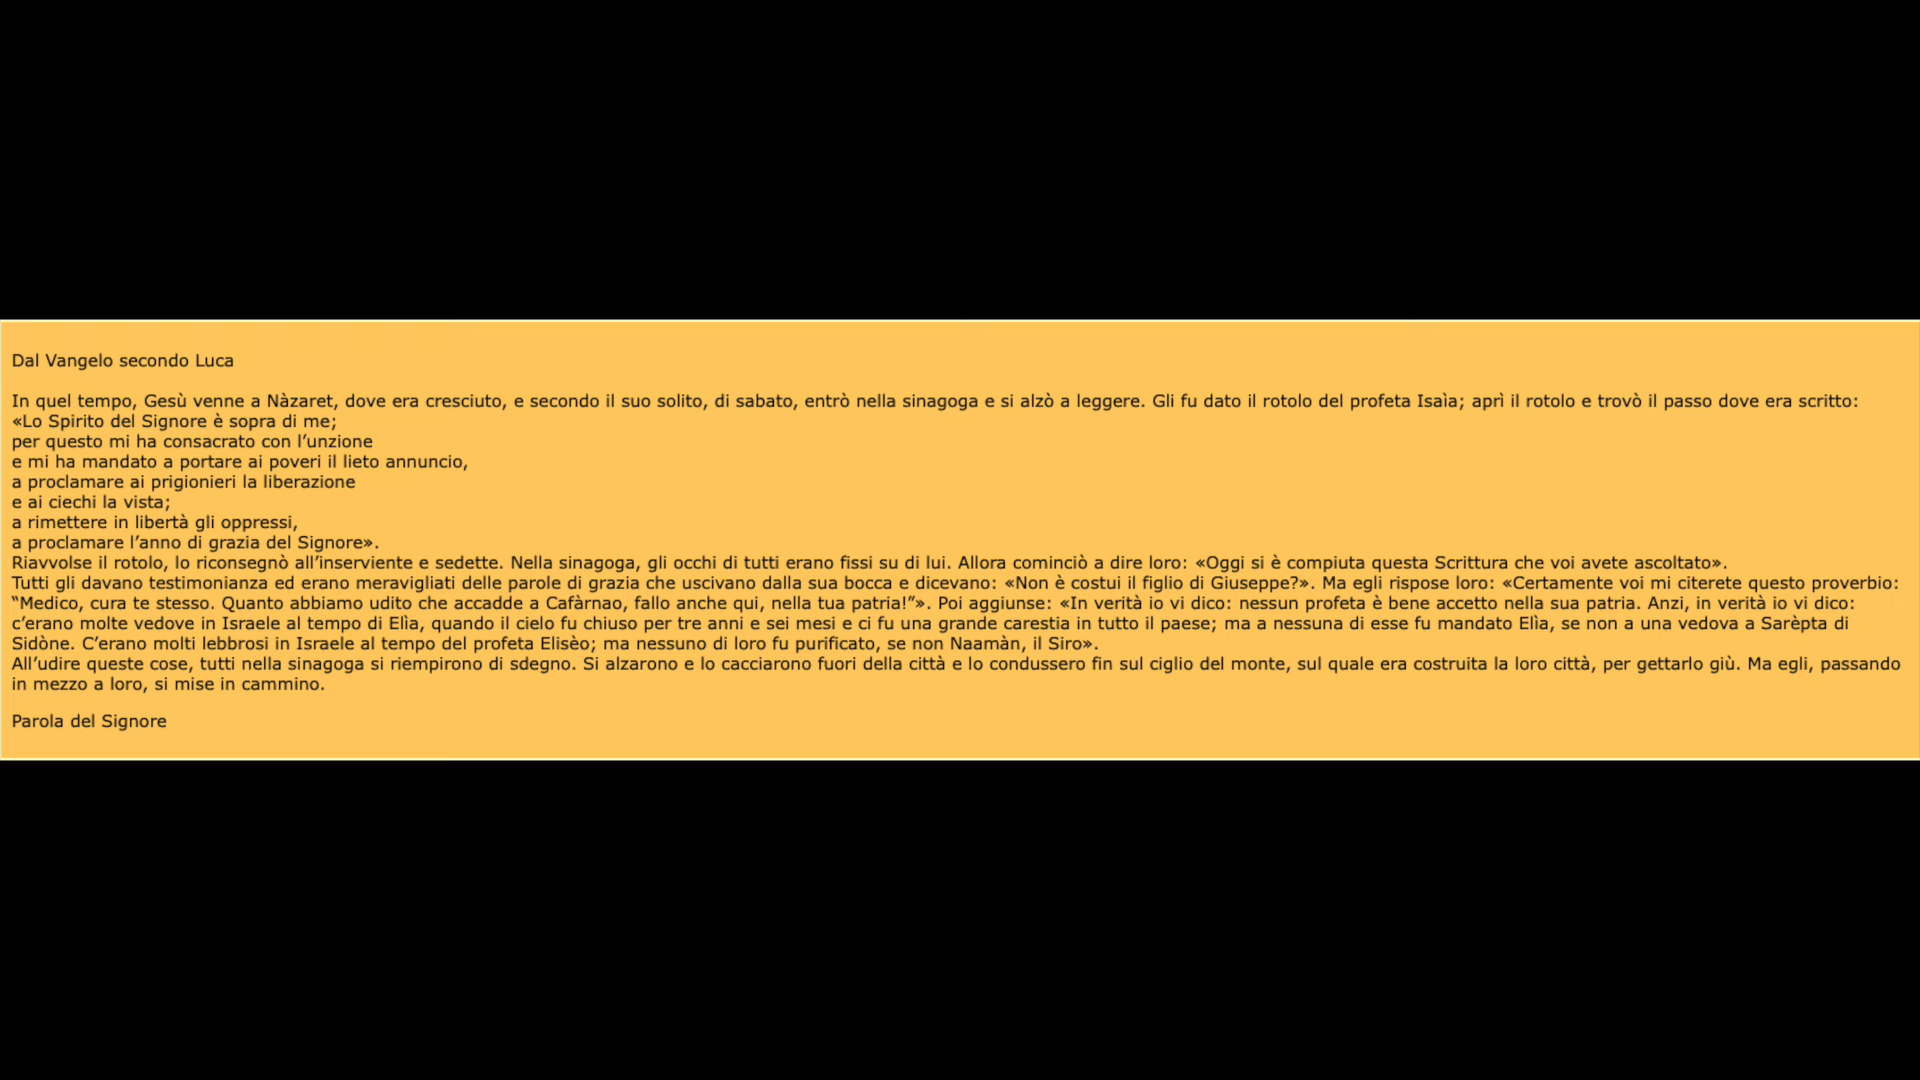 Dal Vangelo secondo Luca
In quel tempo, Gesù venne a Nàzaret, dove era cresciuto, e secondo il suo solito, di sabato, entrò nella sinagoga e si alzò a leggere. Gli fu dato il rotolo del profeta Isaìa; aprì il rotolo e trovò il passo dove era scritto:
«Lo Spirito del Signore è sopra di me;
per questo mi ha consacrato con l’unzione
e mi ha mandato a portare ai poveri il lieto annuncio,
a proclamare ai prigionieri la liberazione
e ai ciechi la vista;
a rimettere in libertà gli oppressi,
a proclamare l’anno di grazia del Signore».
Riavvolse il rotolo, lo riconsegnò all’inserviente e sedette. Nella sinagoga, gli occhi di tutti erano fissi su di lui. Allora cominciò a dire loro: «Oggi si è compiuta questa Scrittura che voi avete ascoltato».
Tutti gli davano testimonianza ed erano meravigliati delle parole di grazia che uscivano dalla sua bocca e dicevano: «Non è costui il figlio di Giuseppe?». Ma egli rispose loro: «Certamente voi mi citerete questo proverbio:
“Medico, cura te stesso. Quanto abbiamo udito che accadde a Cafàrnao, fallo anche qui, nella tua patria!”». Poi aggiunse: «In verità io vi dico: nessun profeta è bene accetto nella sua patria. Anzi, in verità io vi dico:
c’erano molte vedove in Israele al tempo di Elìa, quando il cielo fu chiuso per tre anni e sei mesi e ci fu una grande carestia in tutto il paese; ma a nessuna di esse fu mandato Elìa, se non a una vedova a Sarèpta di
Sidòne. C’erano molti lebbrosi in Israele al tempo del profeta Elisèo; ma nessuno di loro fu purificato, se non Naamàn, il Siro».
All’udire queste cose, tutti nella sinagoga si riempirono di sdegno. Si alzarono e lo cacciarono fuori della città e lo condussero fin sul ciglio del monte, sul quale era costruita la loro città, per gettarlo giù. Ma egli, passando
in mezzo a loro, si mise in cammino.
Parola del Signore